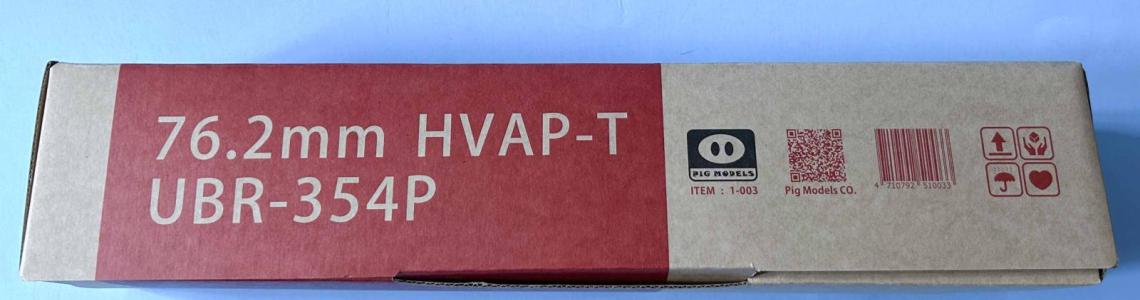 76.2mm HVAP-T
UBR-354P
PIG MODELS
ITEM : 1-003
Pig Models CO.
4 710792 510033